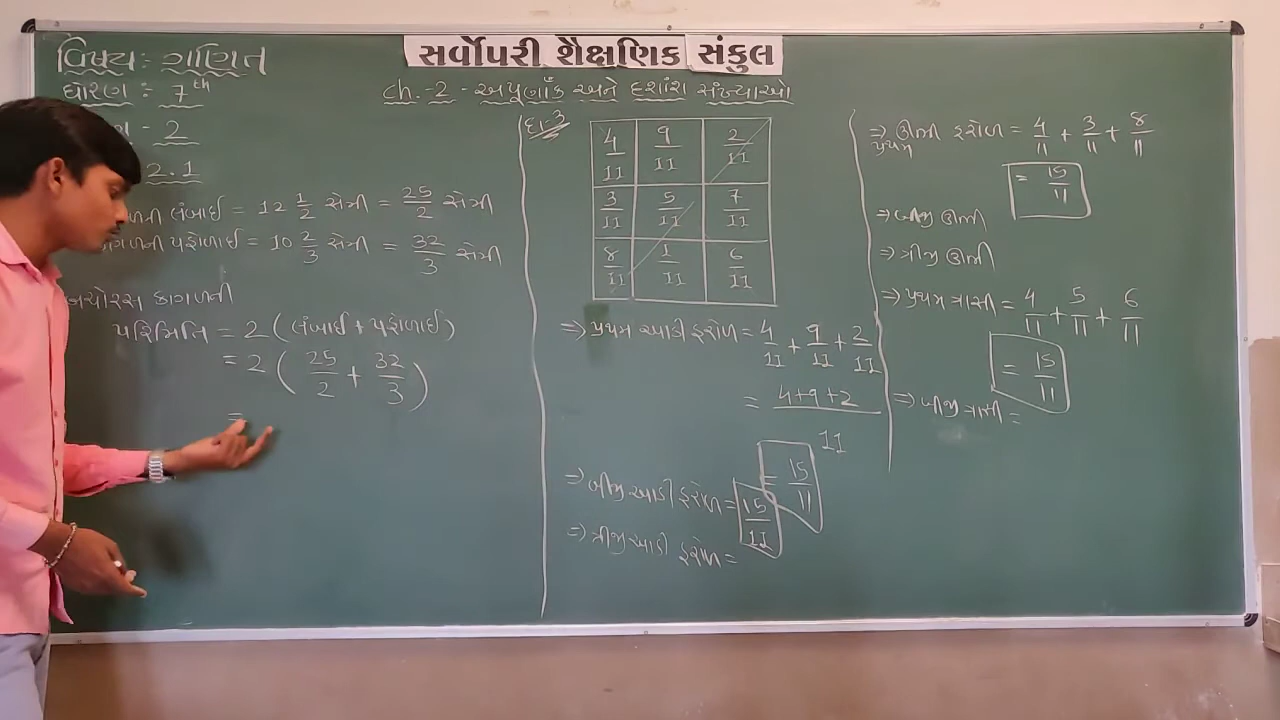 સર્વોપરી શૈક્ષણિક સંકુલ
વિષય: ગણિત
ધોરણ : 7th
ch.-2 - અપૂર્ણાંક અને દશાંશ સંખ્યાઓ
- 2
2.1
લંબાઈ = 12 1/2 સેમી = 25/2 સેમી
કાગળની પહોળાઈ = 10 2/3 સેમી = 32/3 સેમી
કાગળની
પરિમિતિ = 2 (લંબાઈ + પહોળાઈ)
= 2 ( 25/2 + 32/3 )
=
દા-3
4/11 9/11 2/11
3/11 5/11 7/11
8/11 1/11 6/11
⇒ પ્રથમ આડી હરોળ = 4/11 + 9/11 + 2/11
= 4+9+2/11
= 15/11
⇒ બીજી આડી હરોળ = 15/11
⇒ ત્રીજી આડી હરોળ =
⇒ ઊભી હરોળ = 4/11 + 3/11 + 8/11
પ્રથમ
= 15/11
⇒ બીજી ઊભી
⇒ ત્રીજી ઊભી
⇒ પ્રથમ ત્રાસી = 4/11 + 5/11 + 6/11
= 15/11
⇒ બીજી ત્રાસી =